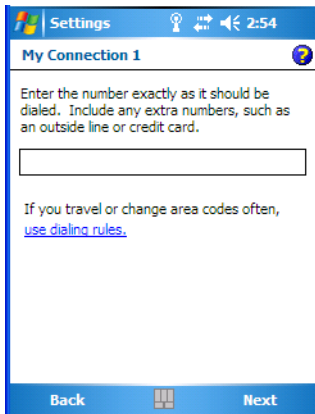 Settings 2:54
My Connection 1
Enter the number exactly as it should be
dialed. Include any extra numbers, such as
an outside line or credit card.
If you travel or change area codes often,
use dialing rules.
Back Next